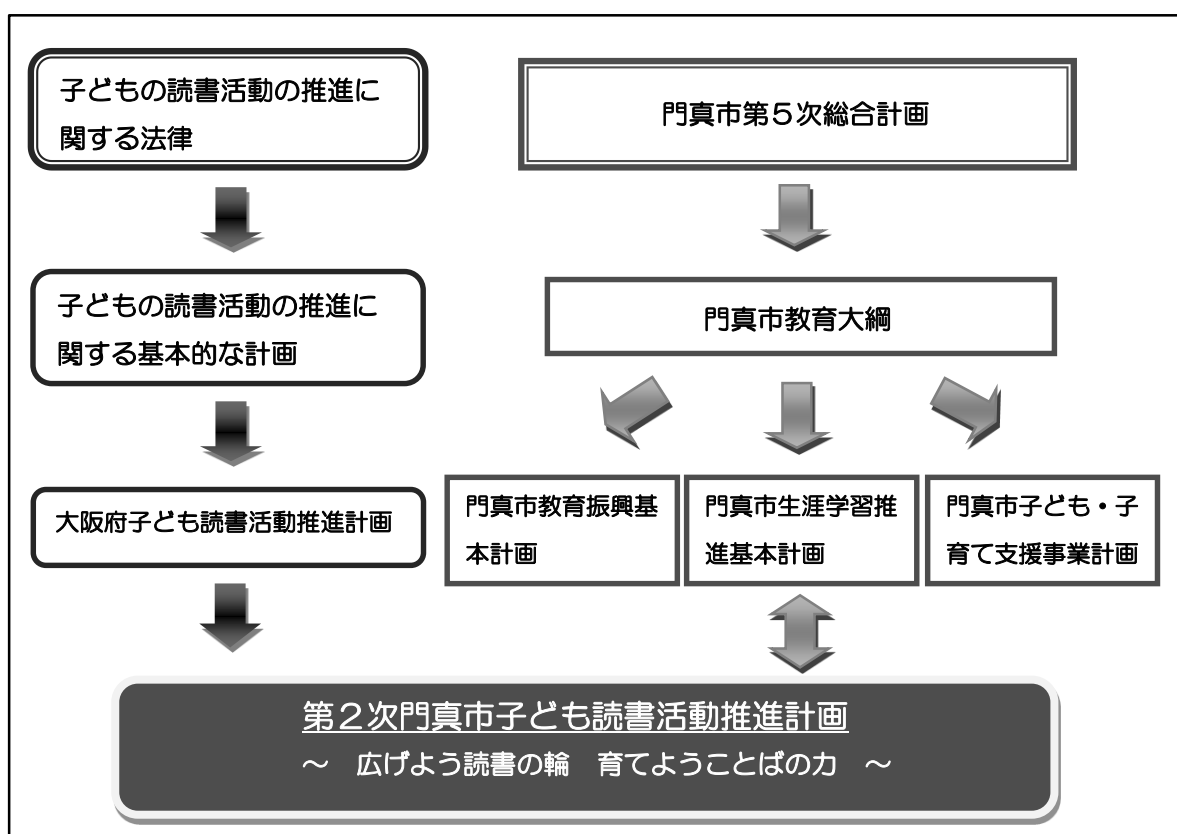 子どもの読書活動の推進に
関する法律
門真市第５次総合計画
子どもの読書活動の推進に
関する基本的な計画
門真市教育大綱
大阪府子ども読書活動推進計画
門真市教育振興基
本計画
門真市生涯学習推
進基本計画
門真市子ども・子
育て支援事業計画
第２次門真市子ども読書活動推進計画
～　広げよう読書の輪　育てようことばの力　～